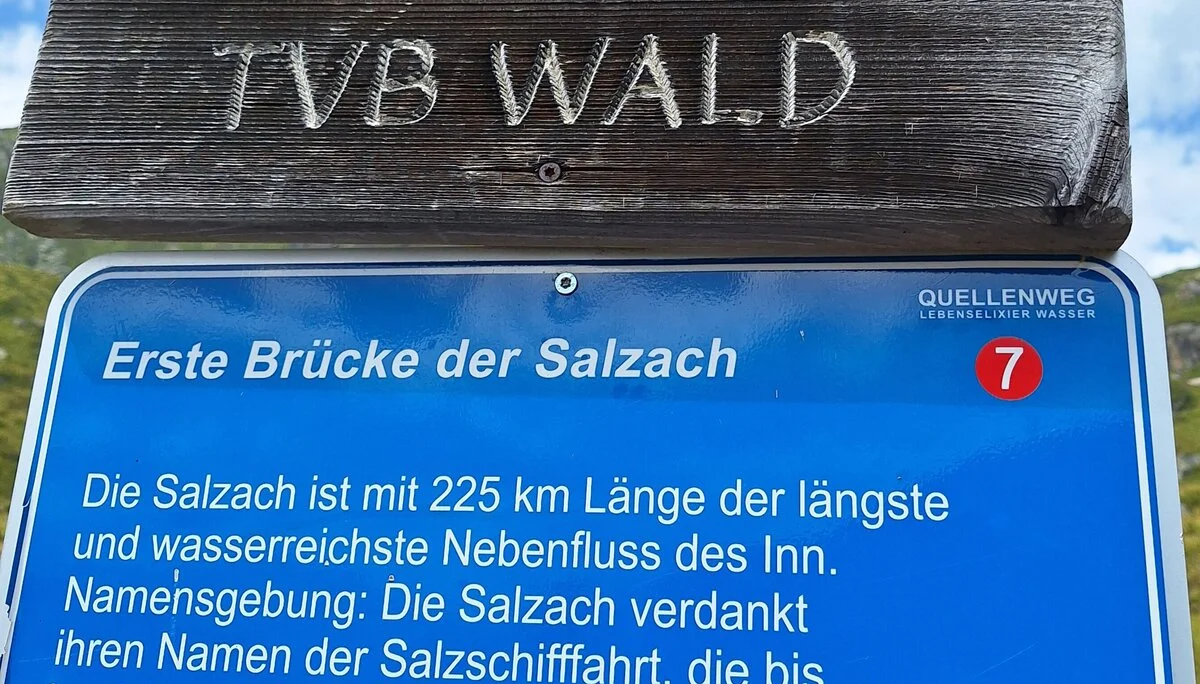 TVB WALD
QUELLENWEG
LEBENSELIXIER WASSER
Erste Brücke der Salzach
7
Die Salzach ist mit 225 km Länge der längste
und wasserreichste Nebenfluss des Inn.
Namensgebung: Die Salzach verdankt
ihren Namen der Salzschifffahrt, die bis